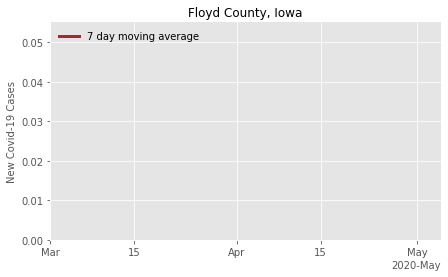 Floyd County, Iowa
7 day moving average
New Covid-19 Cases
0.05
0.04
0.03
0.02
0.01
0.00
Mar 15 Apr 15 May
2020-May